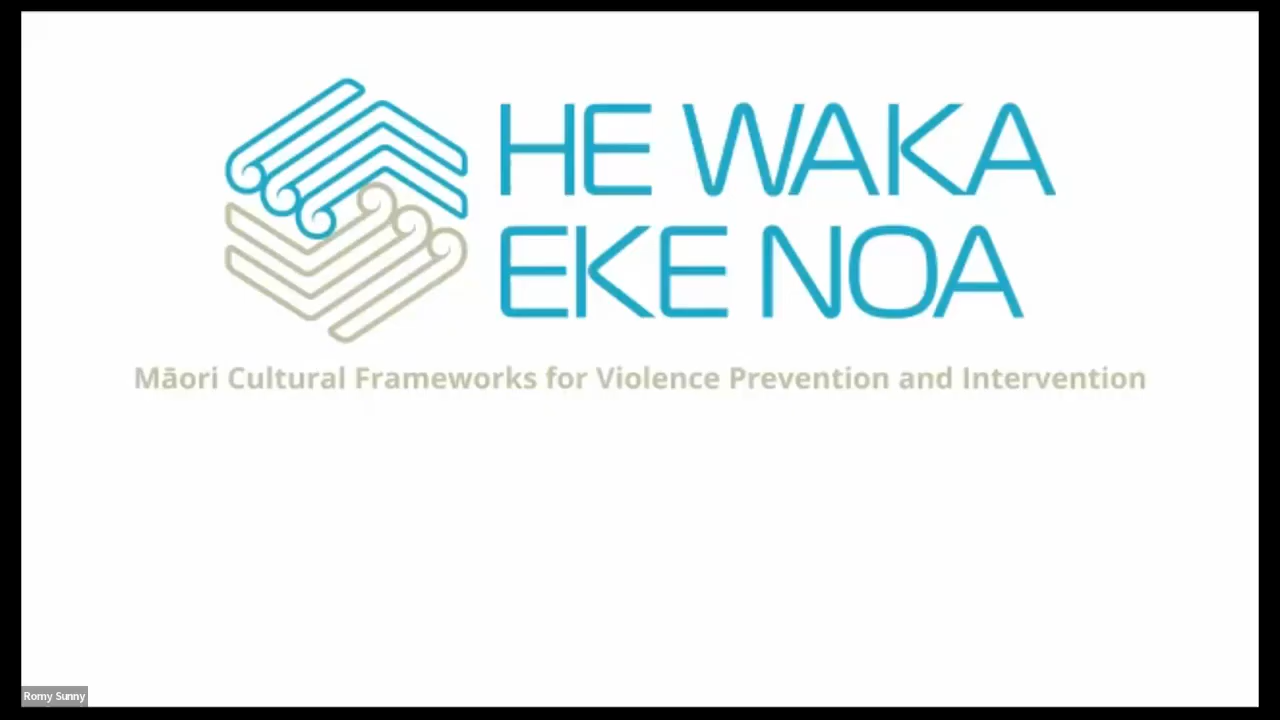 HE WAKA
EKE NOA
Māori Cultural Frameworks for Violence Prevention and Intervention
Romy Sunny